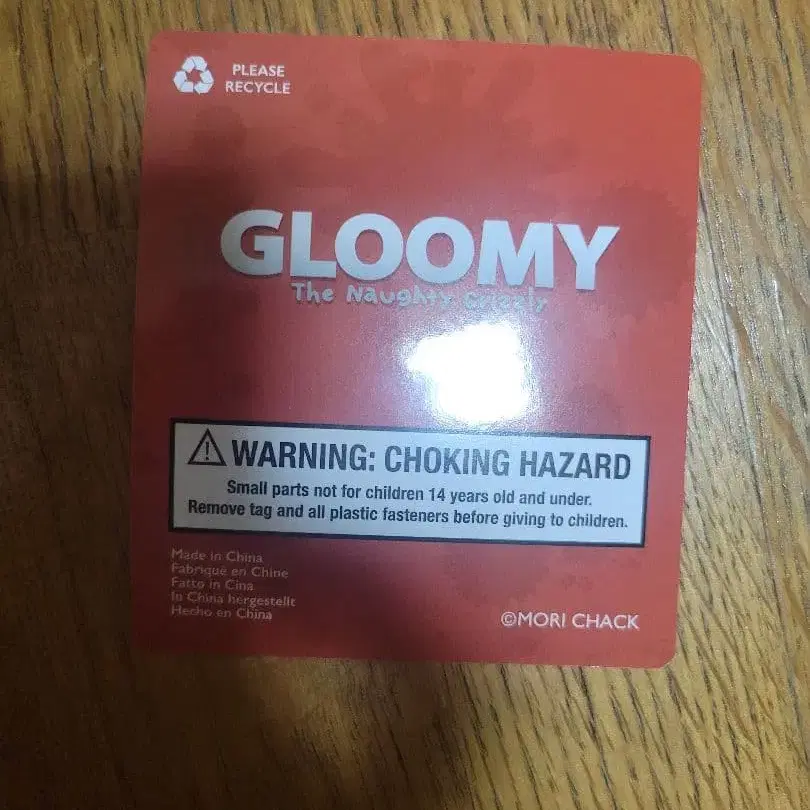 PLEASE
RECYCLE
GLOOMY
The Naughty Grizzly
WARNING: CHOKING HAZARD
Small parts not for children 14 years old and under.
Remove tag and all plastic fasteners before giving to children.
Made in China
Fabriqué en Chine
Fatto in Cina
In China hergestellt
Hecho en China
©MORI CHACK